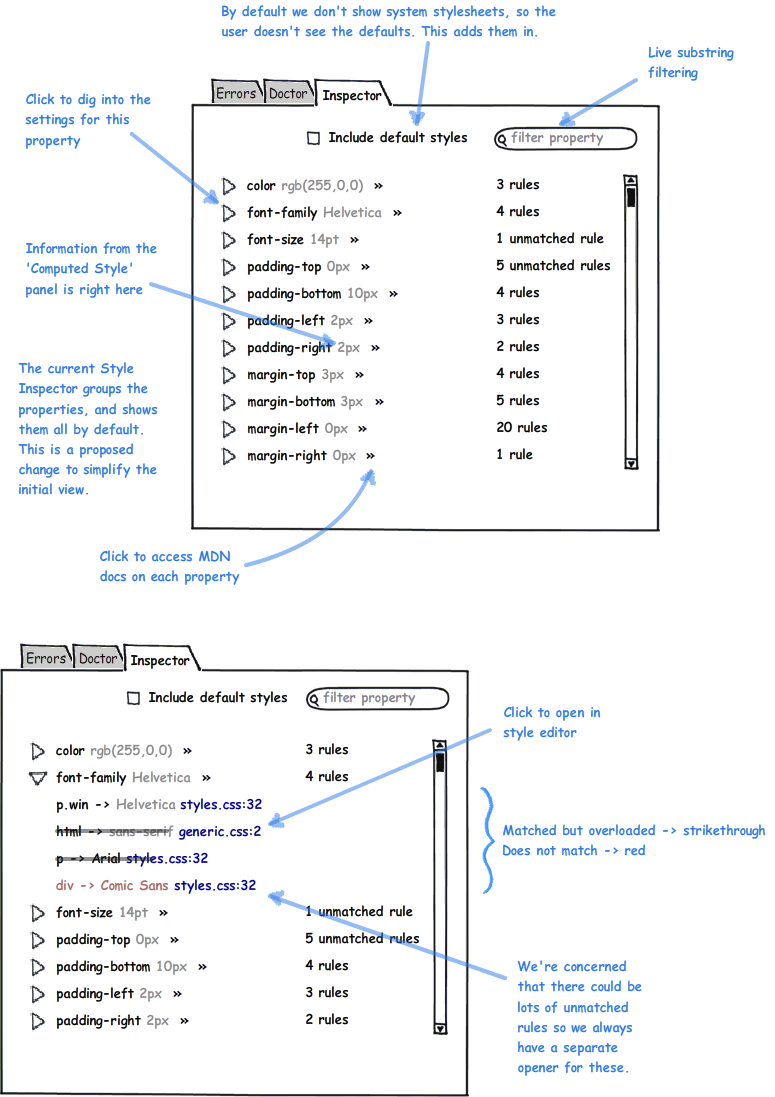 By default we don't show system stylesheets, so the
user doesn't see the defaults. This adds them in.
Live substring
filtering
Click to dig into the
settings for this
property
Errors Doctor Inspector
Include default styles filter property
color rgb(255,0,0) » 3 rules
font-family Helvetica » 4 rules
font-size 14pt » 1 unmatched rule
padding-top 0px » 5 unmatched rules
padding-bottom 10px » 4 rules
padding-left 2px » 3 rules
padding-right 2px » 2 rules
margin-top 3px » 4 rules
margin-bottom 3px » 5 rules
margin-left 0px » 20 rules
margin-right 0px » 1 rule
Information from the
'Computed Style'
panel is right here
The current Style
Inspector groups the
properties, and shows
them all by default.
This is a proposed
change to simplify the
initial view.
Click to access MDN
docs on each property
Errors Doctor Inspector
Include default styles filter property
color rgb(255,0,0) » 3 rules
font-family Helvetica » 4 rules
p.win -> Helvetica styles.css:32
html -> sans-serif generic.css:2
p -> Arial styles.css:32
div -> Comic Sans styles.css:32
font-size 14pt » 1 unmatched rule
padding-top 0px » 5 unmatched rules
padding-bottom 10px » 4 rules
padding-left 2px » 3 rules
padding-right 2px » 2 rules
Click to open in
style editor
Matched but overloaded -> strikethrough
Does not match -> red
We're concerned
that there could be
lots of unmatched
rules so we always
have a separate
opener for these.